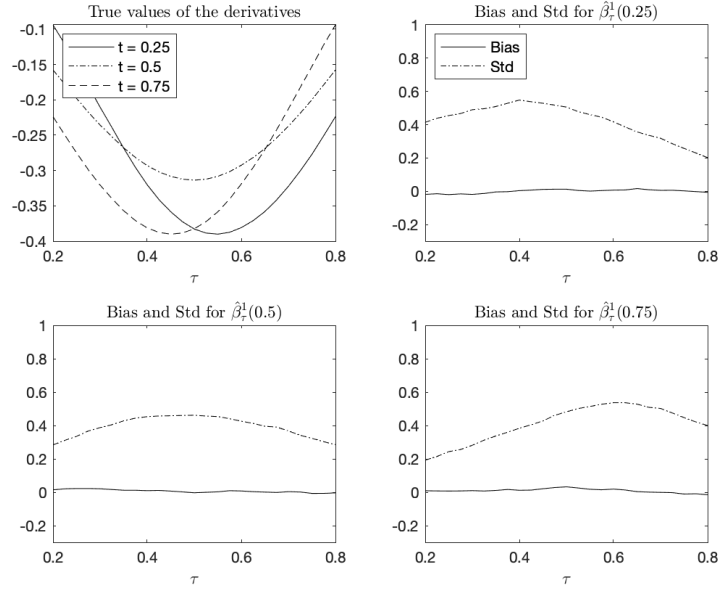 True values of the derivatives
t = 0.25
t = 0.5
t = 0.75
-0.1
-0.15
-0.2
-0.25
-0.3
-0.35
-0.4
0.2 0.4 0.6 0.8
τ
Bias and Std for β̂¹τ(0.25)
Bias
Std
1
0.8
0.6
0.4
0.2
0
-0.2
0.2 0.4 0.6 0.8
τ
Bias and Std for β̂¹τ(0.5)
1
0.8
0.6
0.4
0.2
0
-0.2
0.2 0.4 0.6 0.8
τ
Bias and Std for β̂¹τ(0.75)
1
0.8
0.6
0.4
0.2
0
-0.2
0.2 0.4 0.6 0.8
τ